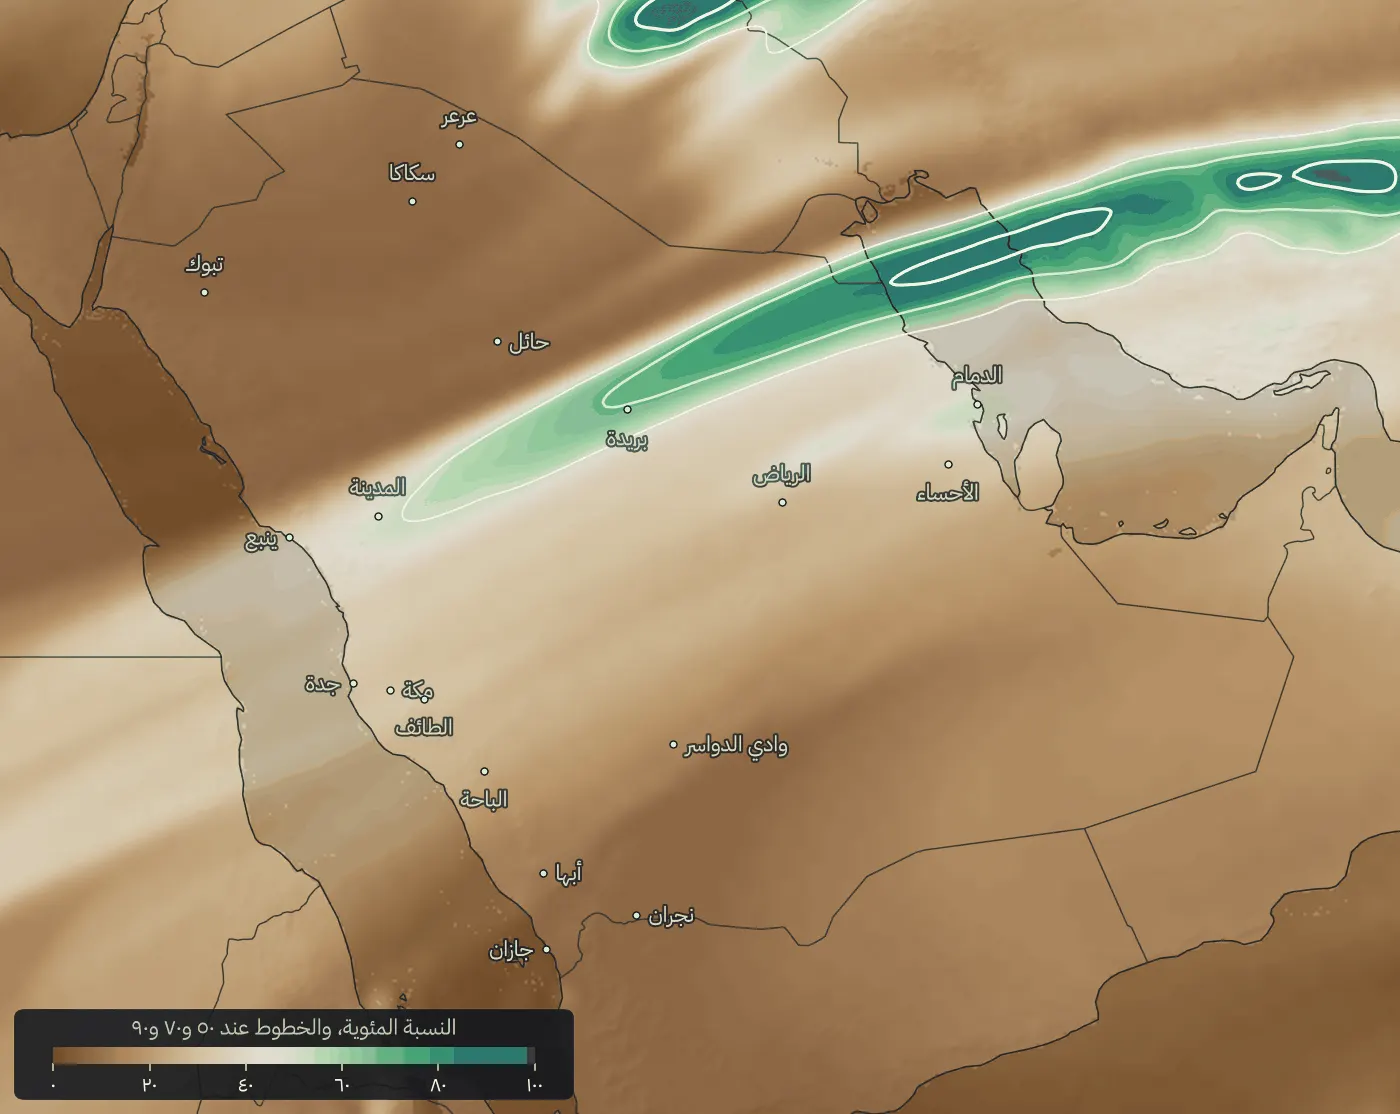 عرعر
سكاكا
تبوك
حائل
الدمام
بريدة
الرياض
المدينة
الأحساء
ينبع
جدة
مكة
الطائف
وادي الدواسر
الباحة
أبها
نجران
جازان
النسبة المئوية، والخطوط عند ٥٠ و٧٠ و٩٠
٠ ٢٠ ٤٠ ٦٠ ٨٠ ١٠٠